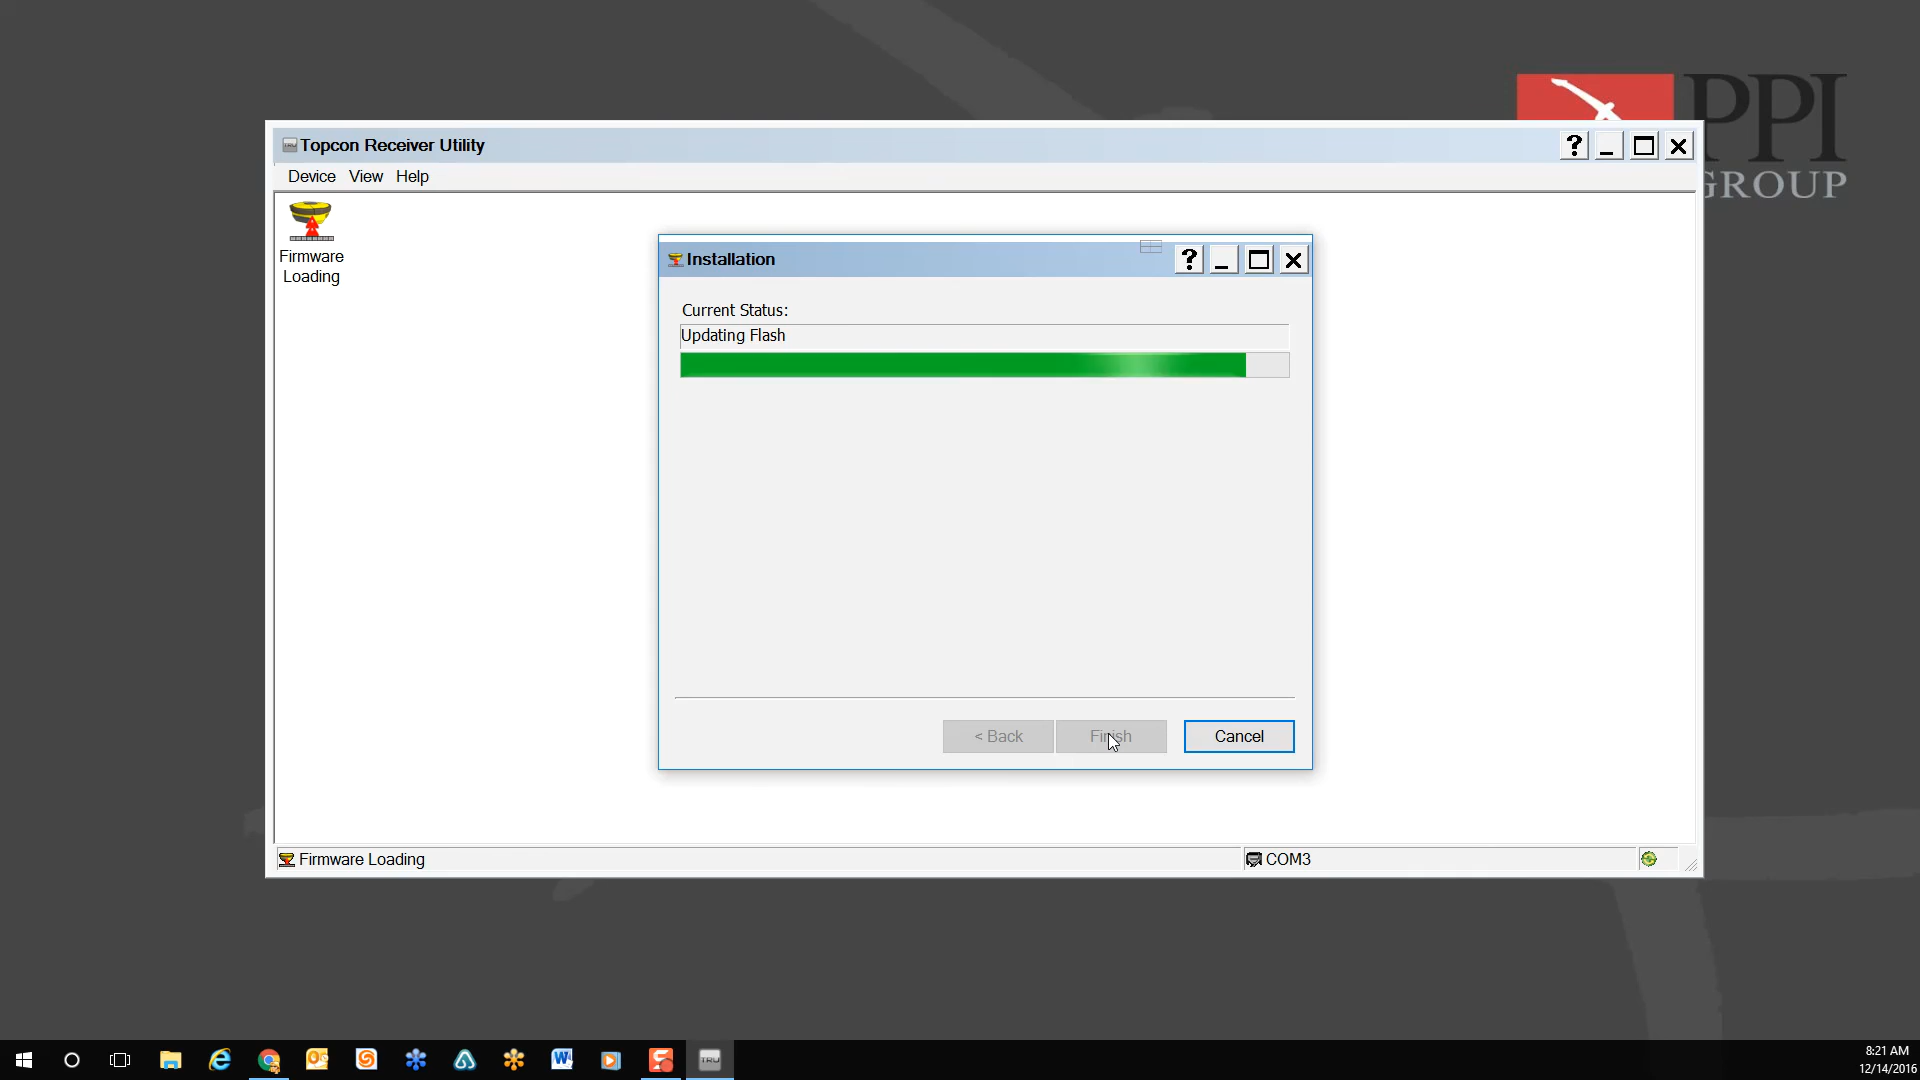 PPI
GROUP
Topcon Receiver Utility
Device View Help
Firmware
Loading
Installation
Current Status:
Updating Flash
< Back Finish Cancel
Firmware Loading
COM3
TRU
8:21 AM
12/14/2016